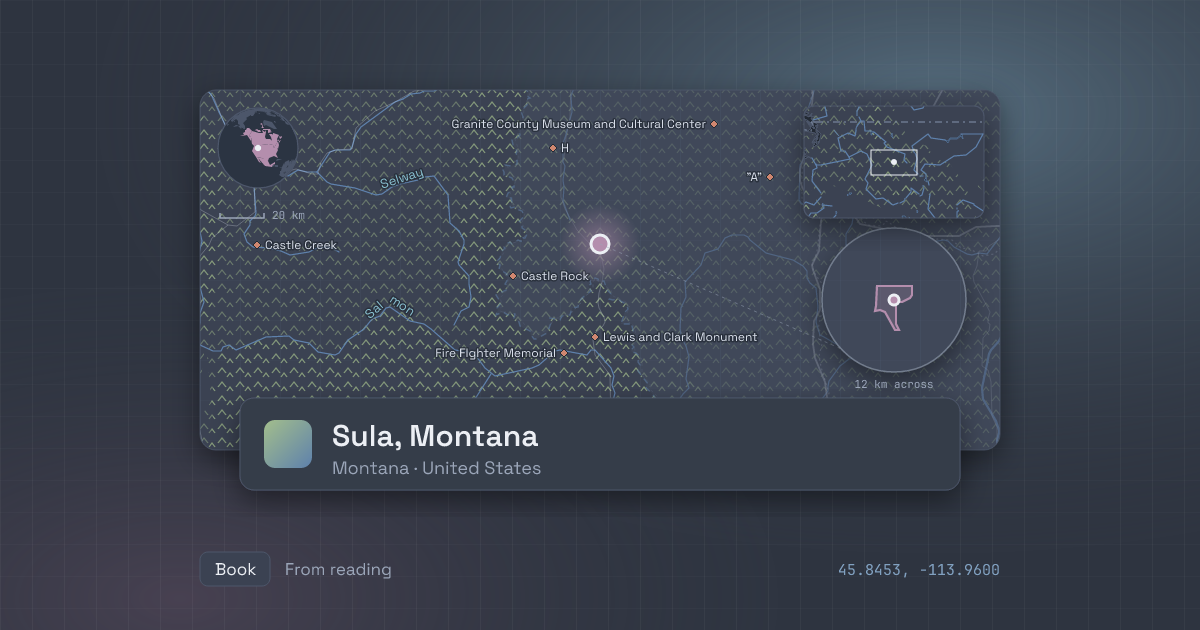 Granite County Museum and Cultural Center
H
"A"
Selway
20 km
Castle Creek
Castle Rock
Salmon
Lewis and Clark Monument
Fire FIghter Memorial
12 km across
Sula, Montana
Montana · United States
Book
From reading
45.8453, -113.9600